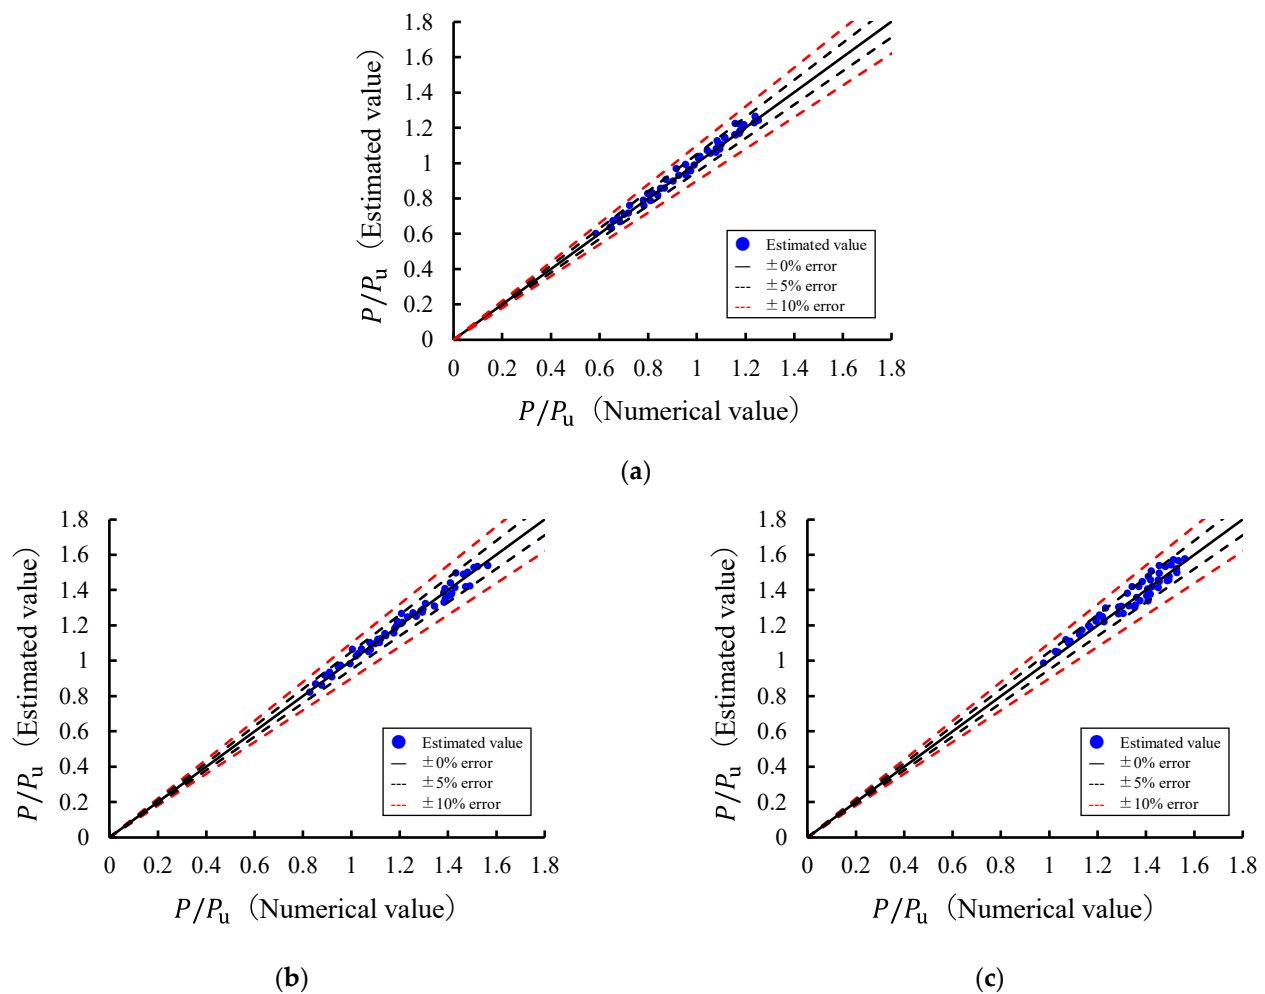 1.8
1.6
1.4
1.2
1
0.8
0.6
0.4
0.2
0
P/Pu（Estimated value）
Estimated value
±0% error
±5% error
±10% error
0 0.2 0.4 0.6 0.8 1 1.2 1.4 1.6 1.8
P/Pu（Numerical value）
(a)
1.8
1.6
1.4
1.2
1
0.8
0.6
0.4
0.2
0
P/Pu（Estimated value）
Estimated value
±0% error
±5% error
±10% error
0 0.2 0.4 0.6 0.8 1 1.2 1.4 1.6 1.8
P/Pu（Numerical value）
(b)
1.8
1.6
1.4
1.2
1
0.8
0.6
0.4
0.2
0
P/Pu（Estimated value）
Estimated value
±0% error
±5% error
±10% error
0 0.2 0.4 0.6 0.8 1 1.2 1.4 1.6 1.8
P/Pu（Numerical value）
(c)